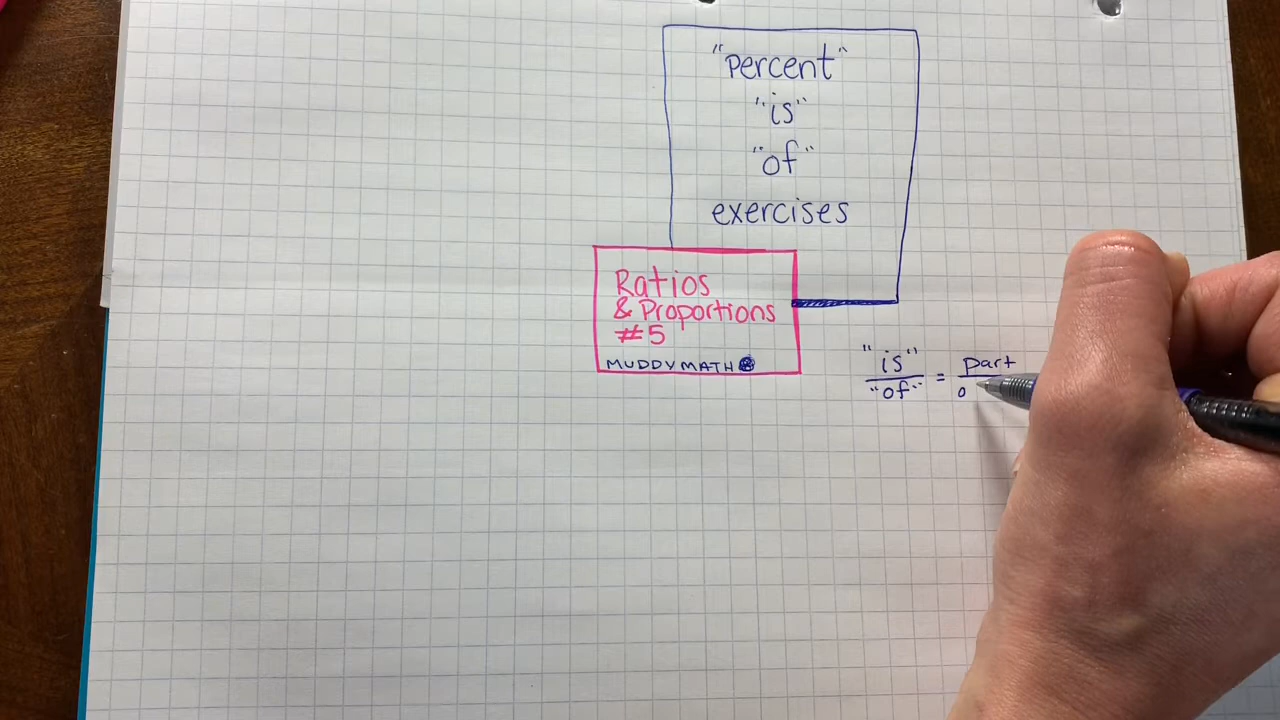 "percent"
"is"
"of"
exercises
Ratios
& Proportions
#5
MUDDYMATH
"is" = part
"of" o